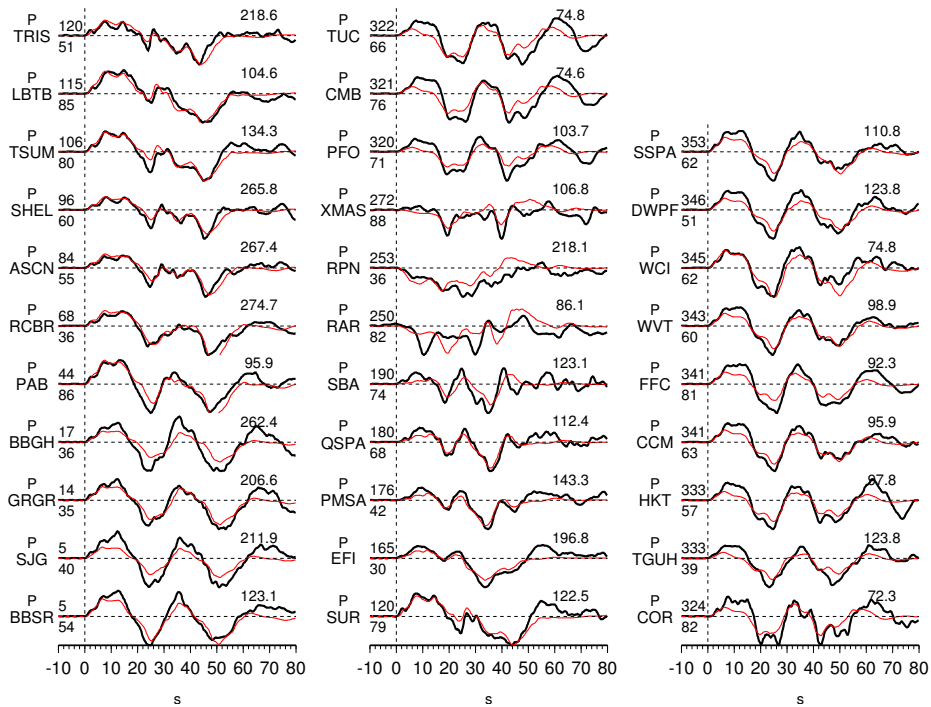 P
TRIS 120 51 218.6
P
LBTB 115 85 104.6
P
TSUM 106 80 134.3
P
SHEL 96 60 265.8
P
ASCN 84 55 267.4
P
RCBR 68 36 274.7
P
PAB 44 86 95.9
P
BBGH 17 36 262.4
P
GRGR 14 35 206.6
P
SJG 5 40 211.9
P
BBSR 5 54 123.1
-10 0 10 20 30 40 50 60 70 80
s
P
TUC 322 66 74.8
P
CMB 321 76 74.6
P
PFO 320 71 103.7
P
XMAS 272 88 106.8
P
RPN 253 36 218.1
P
RAR 250 82 86.1
P
SBA 190 74 123.1
P
QSPA 180 68 112.4
P
PMSA 176 42 143.3
P
EFI 165 30 196.8
P
SUR 120 79 122.5
-10 0 10 20 30 40 50 60 70 80
s
P
SSPA 353 62 110.8
P
DWPF 346 51 123.8
P
WCI 345 62 74.8
P
WVT 343 60 98.9
P
FFC 341 81 92.3
P
CCM 341 63 95.9
P
HKT 333 57 97.8
P
TGUH 333 39 123.8
P
COR 324 82 72.3
-10 0 10 20 30 40 50 60 70 80
s